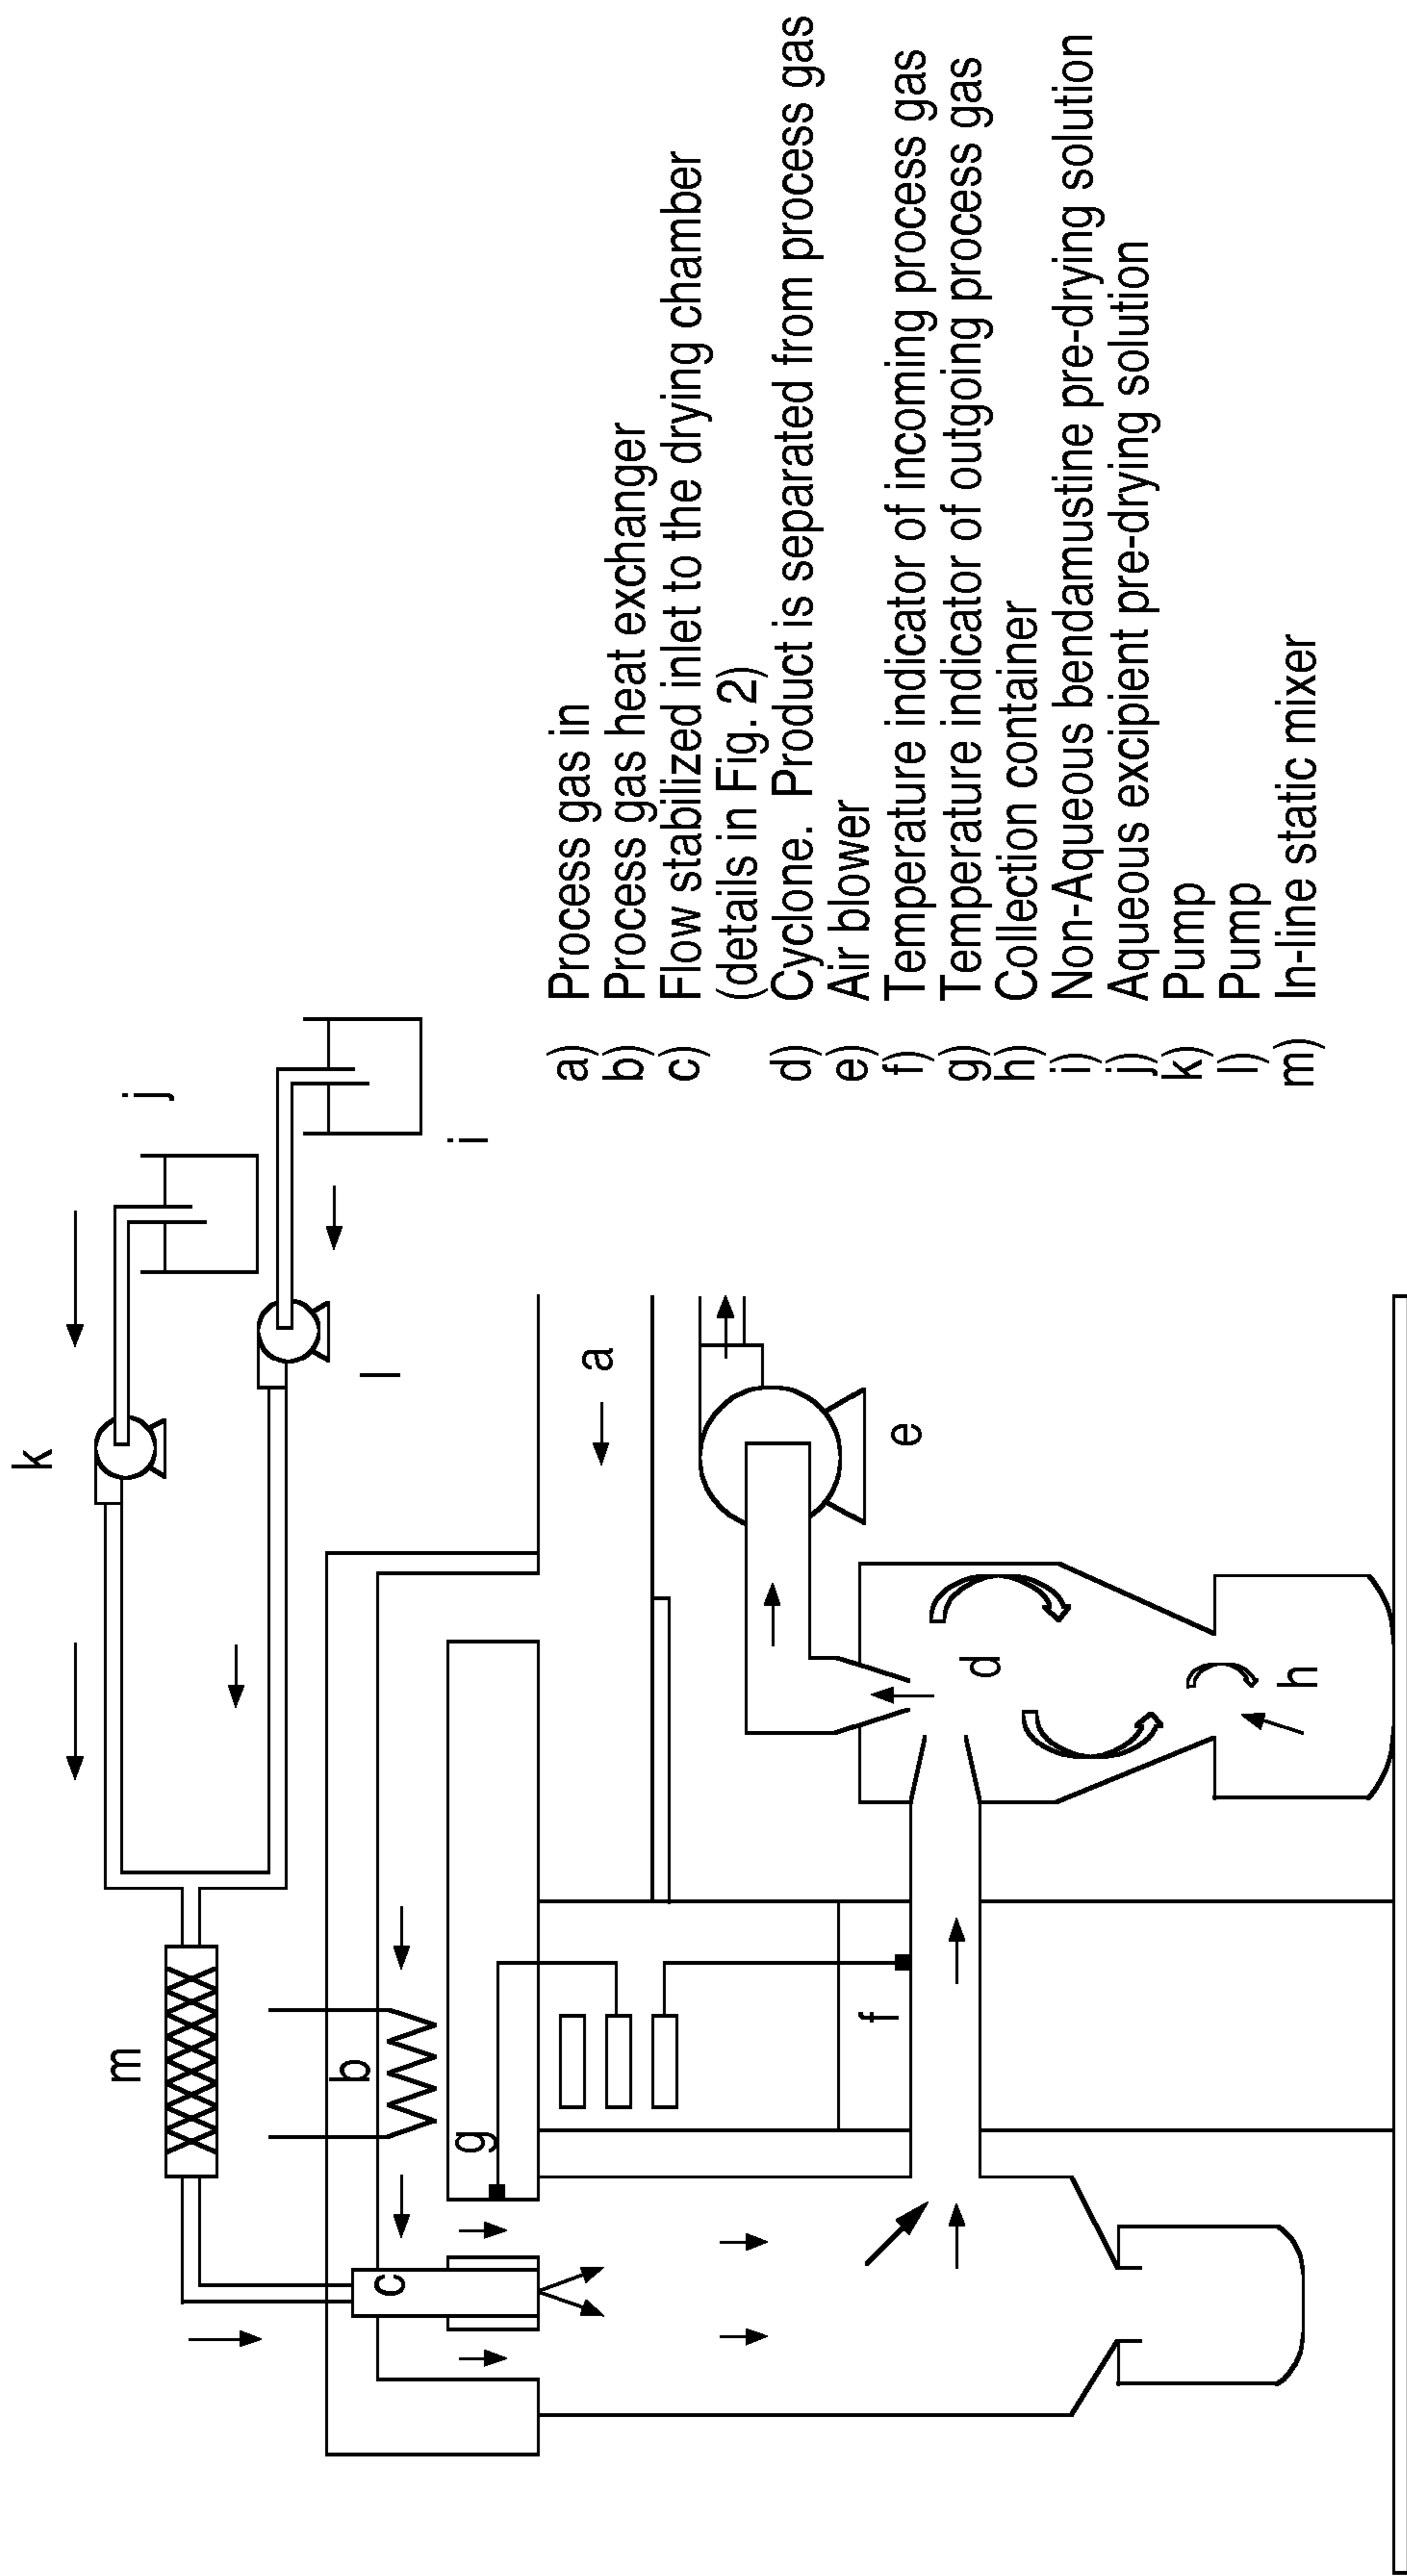 k
j
l
i
m
b
g
c
a
e
f
d
h
a) Process gas in
b) Process gas heat exchanger
c) Flow stabilized inlet to the drying chamber
(details in Fig. 2)
d) Cyclone. Product is separated from process gas
e) Air blower
f) Temperature indicator of incoming process gas
g) Temperature indicator of outgoing process gas
h) Collection container
i) Non-Aqueous bendamustine pre-drying solution
j) Aqueous excipient pre-drying solution
k) Pump
l) Pump
m) In-line static mixer